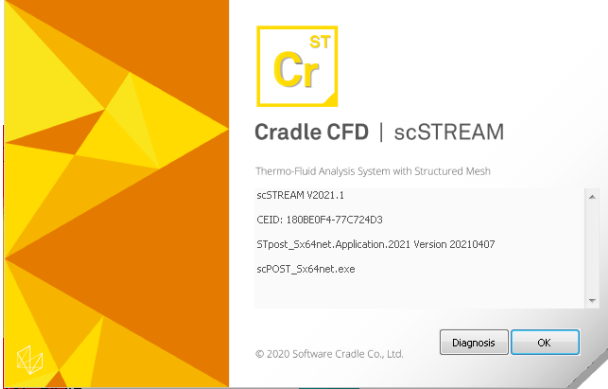 ST
Cr
Cradle CFD | scSTREAM
Thermo-Fluid Analysis System with Structured Mesh
scSTREAM V2021.1
CEID: 180BE0F4-77C724D3
STpost_Sx64net.Application.2021 Version 20210407
scPOST_Sx64net.exe
Diagnosis OK
© 2020 Software Cradle Co., Ltd.